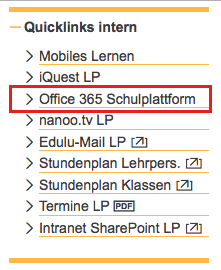 Quicklinks intern
Mobiles Lernen
iQuest LP
Office 365 Schulplattform
nanoo.tv LP
Edulu-Mail LP
Stundenplan Lehrpers.
Stundenplan Klassen
Termine LP PDF
Intranet SharePoint LP